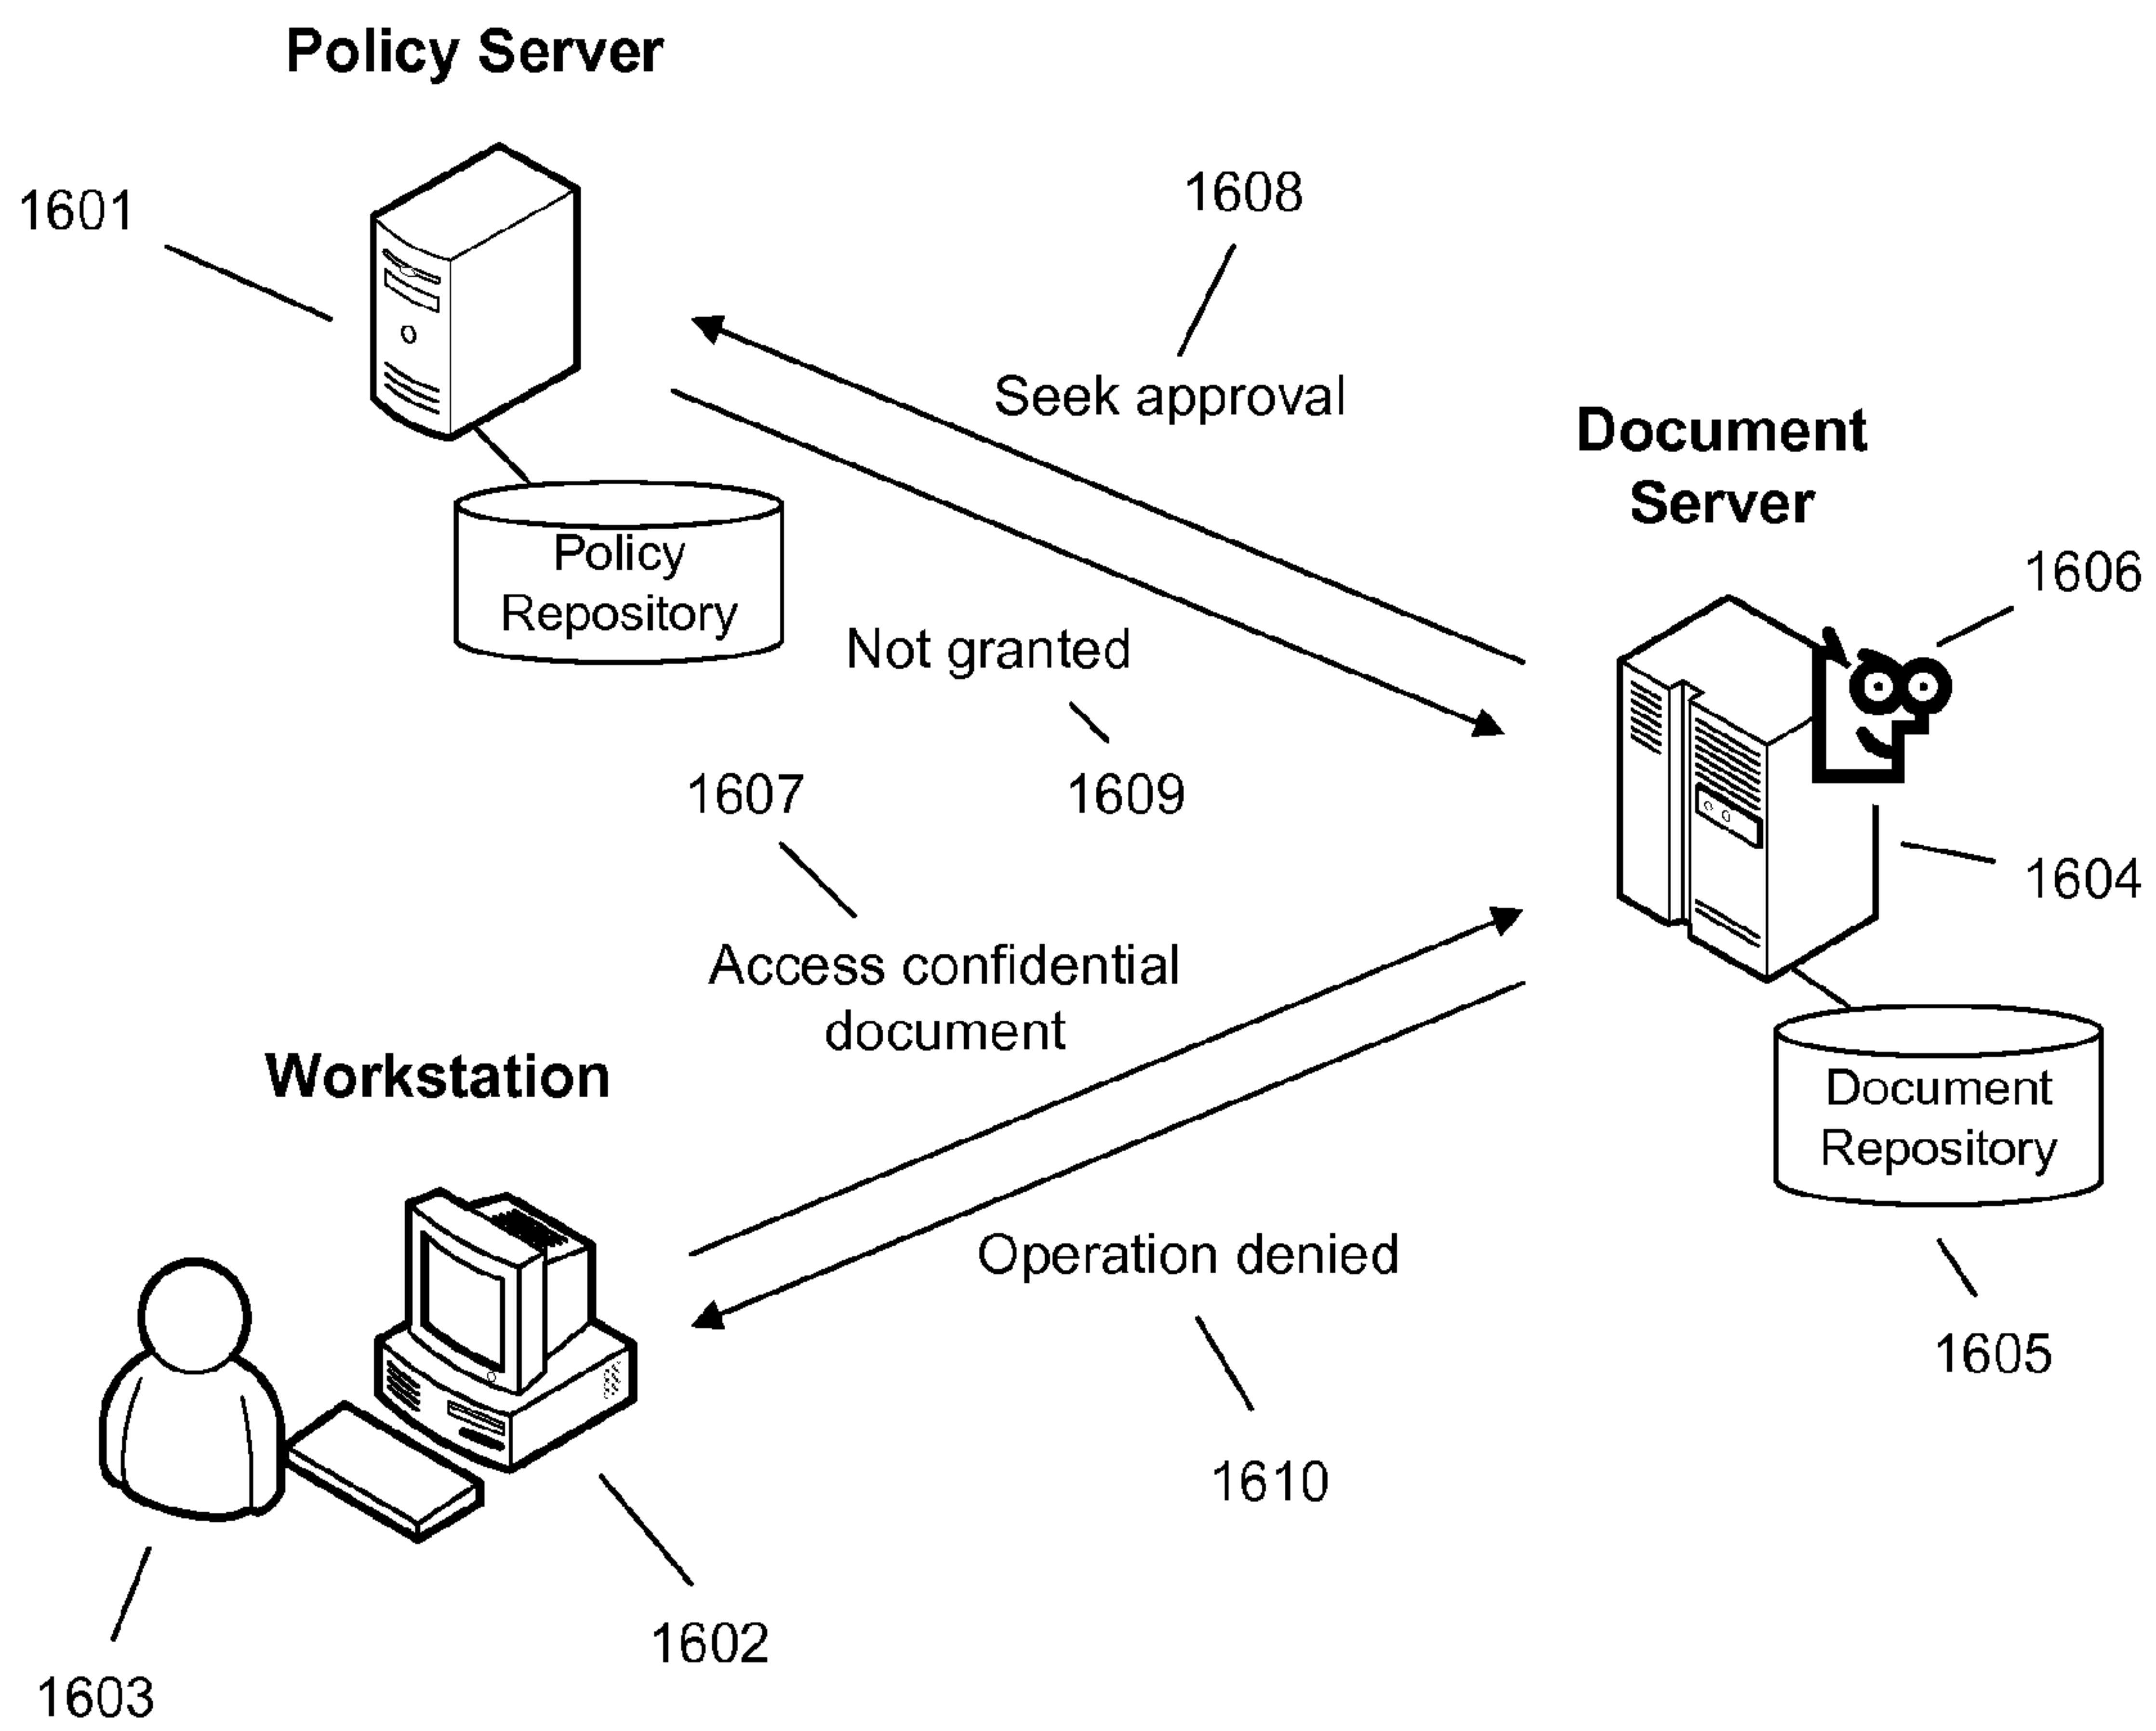 Policy Server
1601
1608
Seek approval
Document
Server
Policy
Repository
1606
Not granted
1607
1609
1604
Access confidential
document
Workstation
Document
Repository
Operation denied
1605
1610
1602
1603